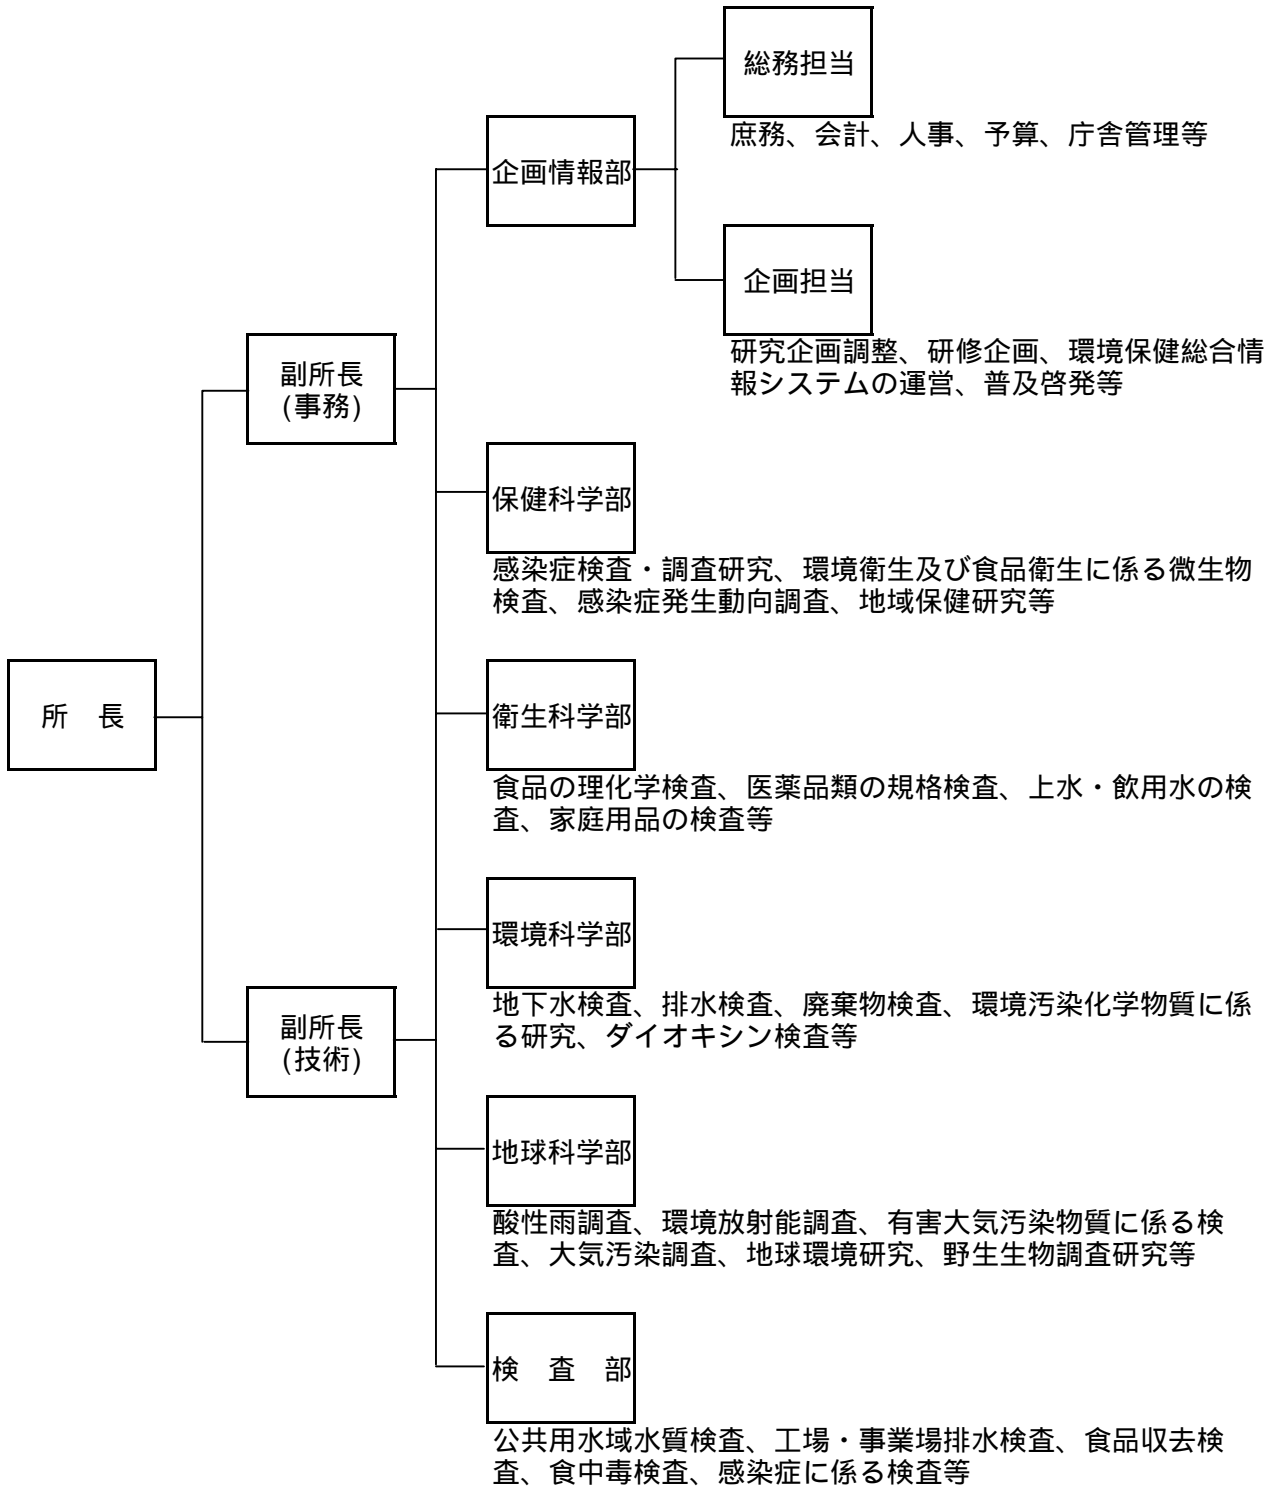 総務担当
庶務、会計、人事、予算、庁舎管理等
企画情報部
企画担当
研究企画調整、研修企画、環境保健総合情
報システムの運営、普及啓発等
副所長
(事務)
保健科学部
感染症検査・調査研究、環境衛生及び食品衛生に係る微生物
検査、感染症発生動向調査、地域保健研究等
所　長
衛生科学部
食品の理化学検査、医薬品類の規格検査、上水・飲用水の検
査、家庭用品の検査等
環境科学部
地下水検査、排水検査、廃棄物検査、環境汚染化学物質に係
る研究、ダイオキシン検査等
副所長
(技術)
地球科学部
酸性雨調査、環境放射能調査、有害大気汚染物質に係る検
査、大気汚染調査、地球環境研究、野生生物調査研究等
検　査　部
公共用水域水質検査、工場・事業場排水検査、食品収去検
査、食中毒検査、感染症に係る検査等